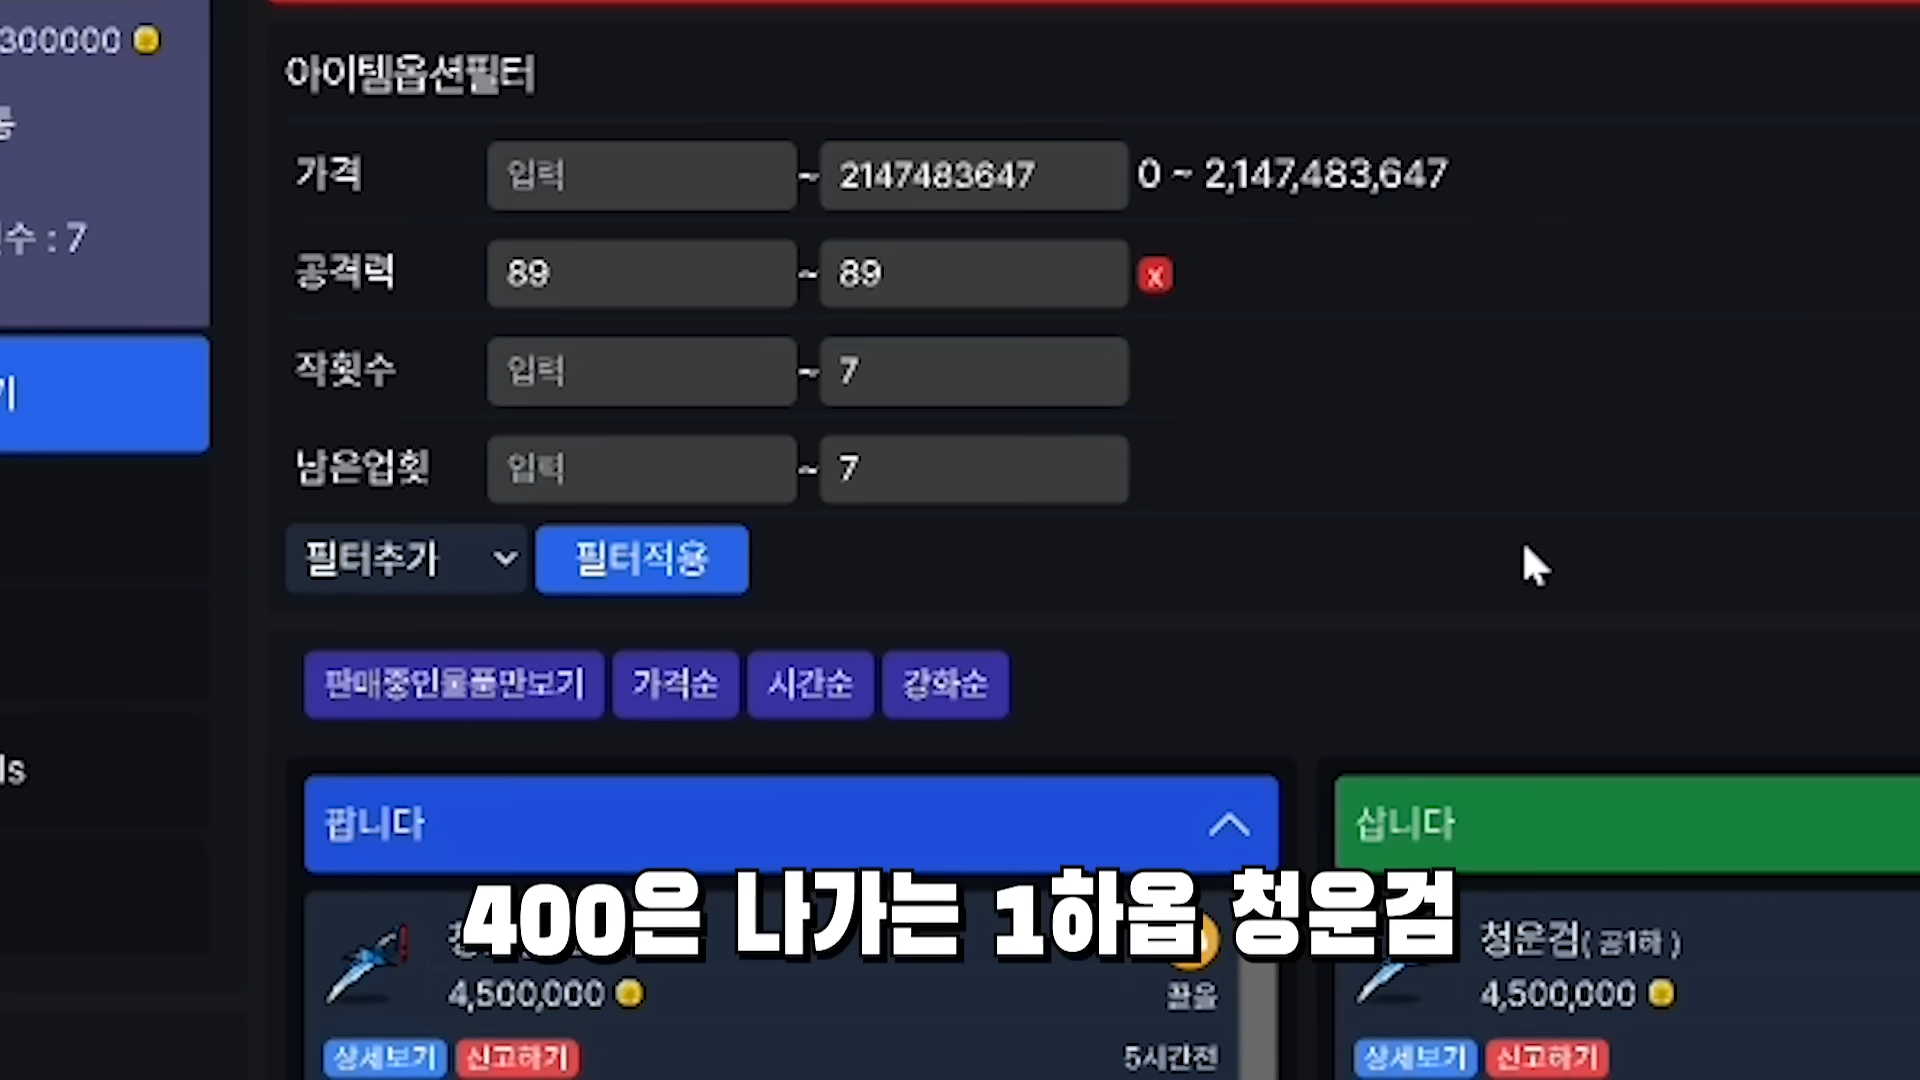 300000
수 : 7
기
ls
아이템옵션필터
가격 입력 ~ 2147483647 0 ~ 2,147,483,647
공격력 89 ~ 89 x
작횟수 입력 ~ 7
남은업횟 입력 ~ 7
필터추가 필터적용
판매중인물품만보기 가격순 시간순 강화순
팝니다
4,500,000
끌올
상세보기 신고하기 5시간전
삽니다
청운검( 공1하 )
4,500,000
상세보기 신고하기
400은 나가는 1하옵 청운검